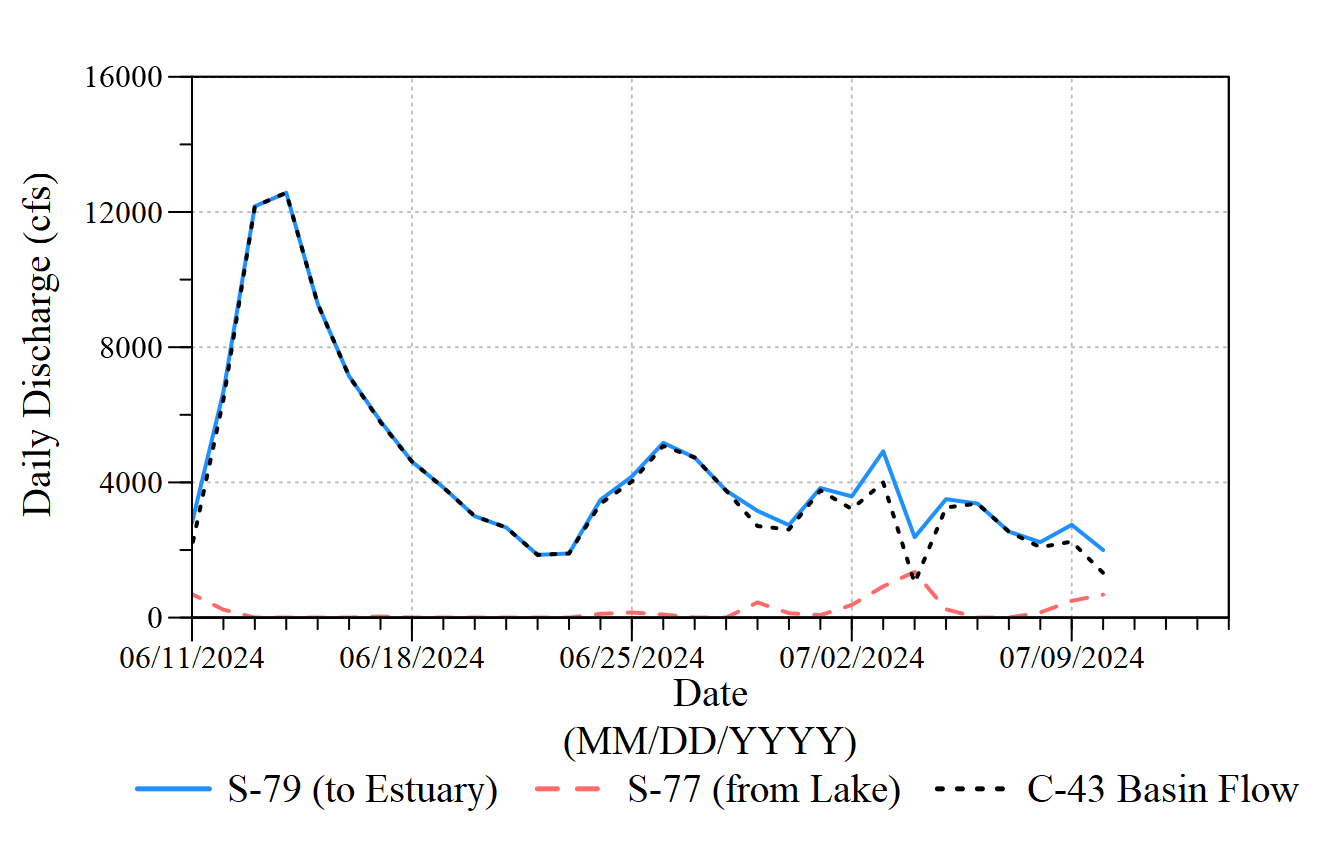 Daily Discharge (cfs)
16000
12000
8000
4000
0
06/11/2024 06/18/2024 06/25/2024 07/02/2024 07/09/2024
Date
(MM/DD/YYYY)
S-79 (to Estuary) S-77 (from Lake) C-43 Basin Flow